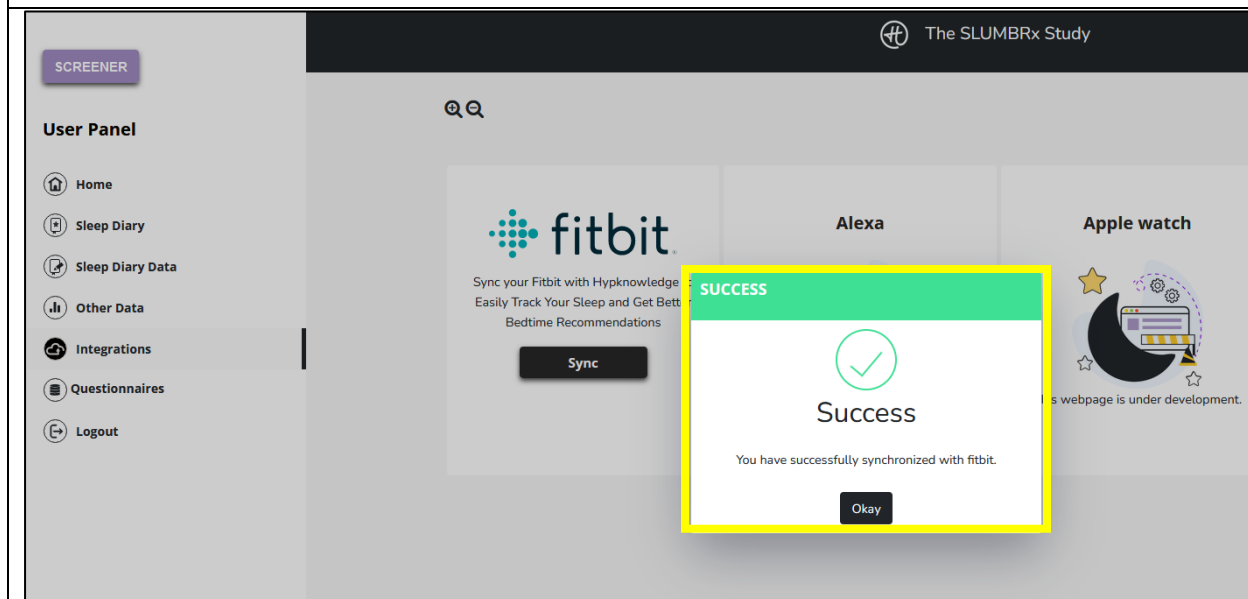 The SLUMBRx Study
SCREENER
User Panel
Home
Sleep Diary
Sleep Diary Data
Other Data
Integrations
Questionnaires
Logout
fitbit
Sync your Fitbit with Hypknowledge
Easily Track Your Sleep and Get Bett
Bedtime Recommendations
Sync
Alexa
Apple watch
s webpage is under development.
SUCCESS
Success
You have successfully synchronized with fitbit.
Okay